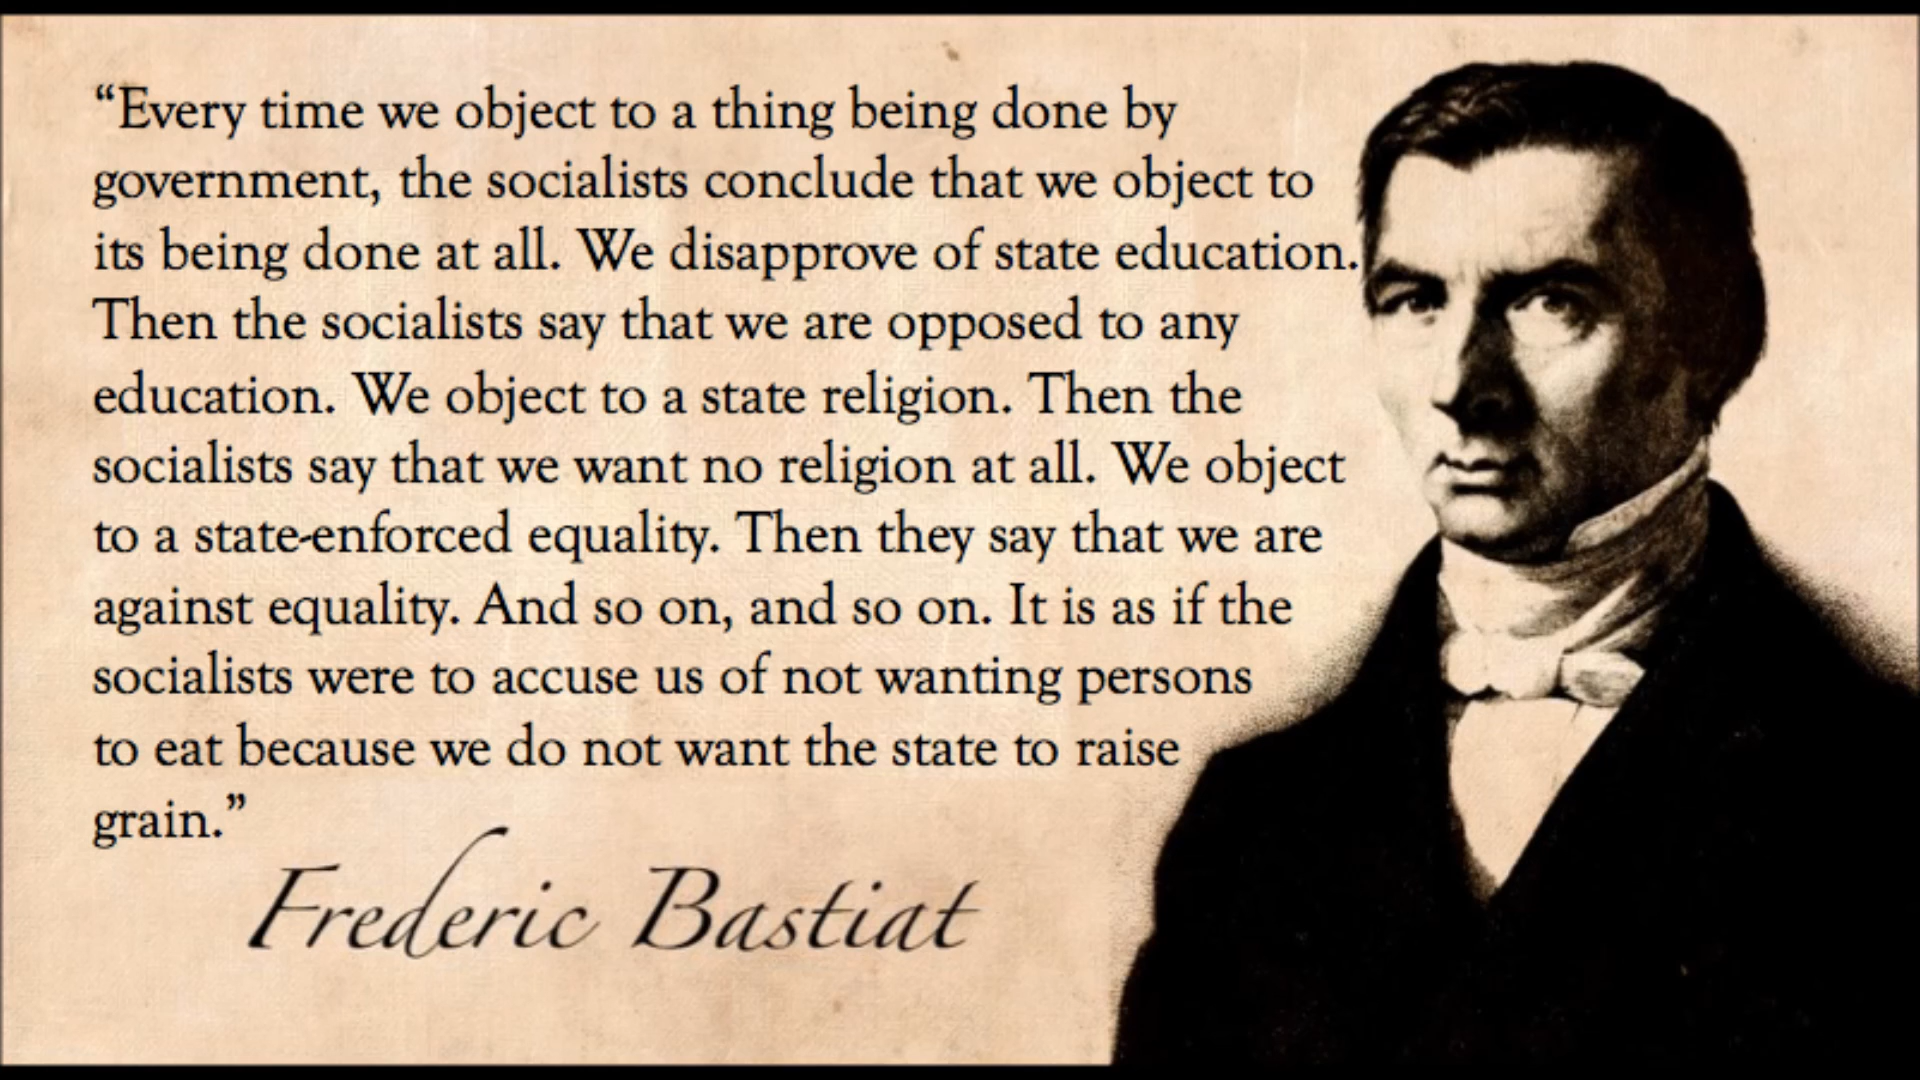 “Every time we object to a thing being done by
government, the socialists conclude that we object to
its being done at all. We disapprove of state education.
Then the socialists say that we are opposed to any
education. We object to a state religion. Then the
socialists say that we want no religion at all. We object
to a state-enforced equality. Then they say that we are
against equality. And so on, and so on. It is as if the
socialists were to accuse us of not wanting persons
to eat because we do not want the state to raise
grain.”
Frederic Bastiat